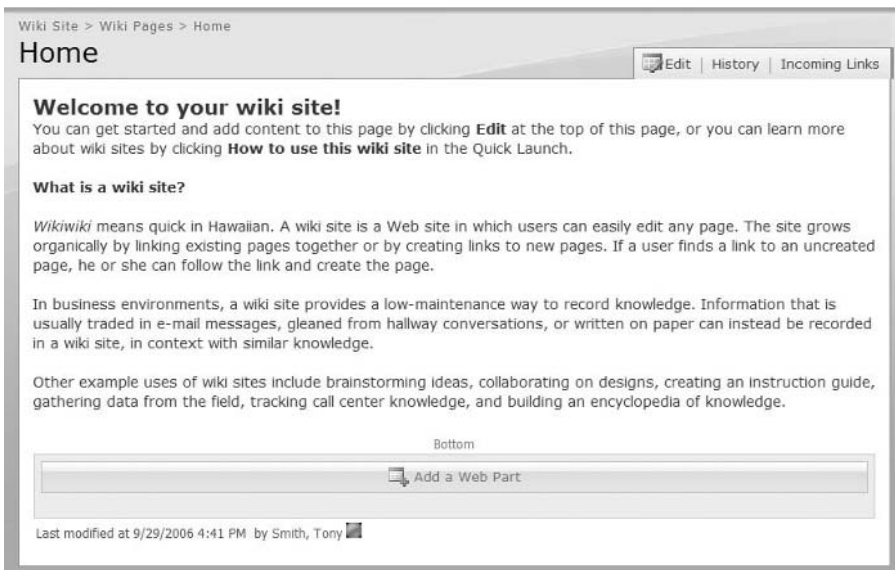 Wiki Site > Wiki Pages > Home
Home
Edit | History | Incoming Links
Welcome to your wiki site!
You can get started and add content to this page by clicking Edit at the top of this page, or you can learn more
about wiki sites by clicking How to use this wiki site in the Quick Launch.
What is a wiki site?
Wikiwiki means quick in Hawaiian. A wiki site is a Web site in which users can easily edit any page. The site grows
organically by linking existing pages together or by creating links to new pages. If a user finds a link to an uncreated
page, he or she can follow the link and create the page.
In business environments, a wiki site provides a low-maintenance way to record knowledge. Information that is
usually traded in e-mail messages, gleaned from hallway conversations, or written on paper can instead be recorded
in a wiki site, in context with similar knowledge.
Other example uses of wiki sites include brainstorming ideas, collaborating on designs, creating an instruction guide,
gathering data from the field, tracking call center knowledge, and building an encyclopedia of knowledge.
Bottom
Add a Web Part
Last modified at 9/29/2006 4:41 PM by Smith, Tony